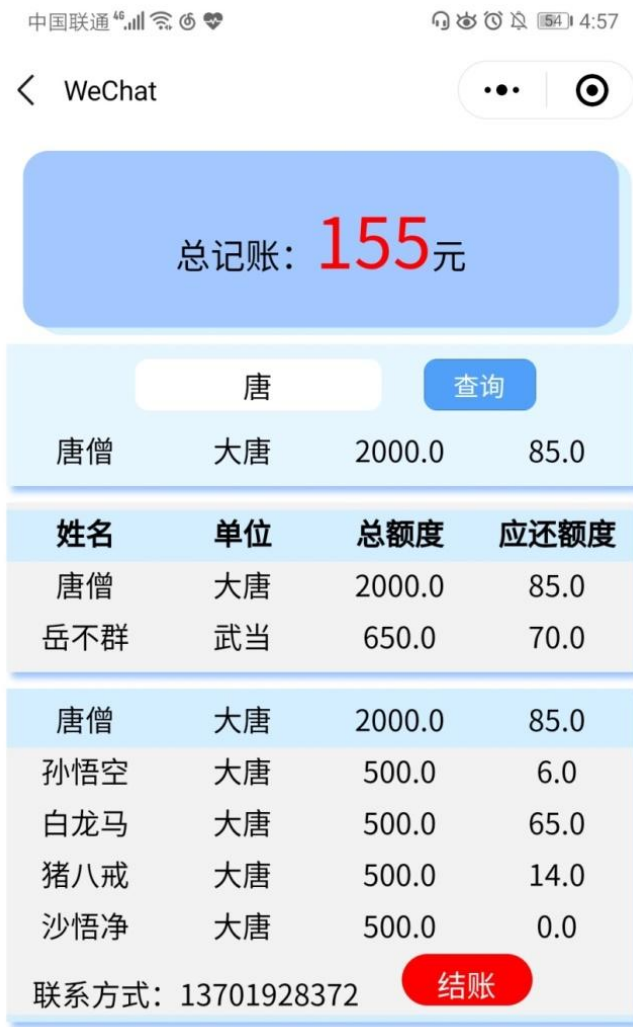 中国联通 46 54 4:57
WeChat
总记账：155元
唐 查询
唐僧 大唐 2000.0 85.0
姓名 单位 总额度 应还额度
唐僧 大唐 2000.0 85.0
岳不群 武当 650.0 70.0
唐僧 大唐 2000.0 85.0
孙悟空 大唐 500.0 6.0
白龙马 大唐 500.0 65.0
猪八戒 大唐 500.0 14.0
沙悟净 大唐 500.0 0.0
联系方式：13701928372 结账